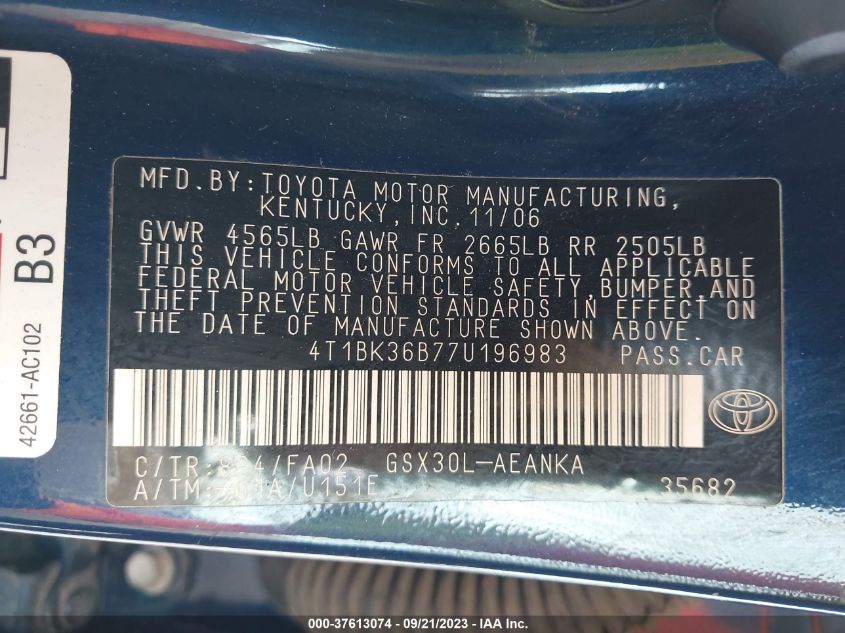 MFD.BY:TOYOTA MOTOR MANUFACTURING,
KENTUCKY, INC. 11/06
GVWR 4565LB GAWR FR 2665LB RR 2505LB
THIS VEHICLE CONFORMS TO ALL APPLICABLE
FEDERAL MOTOR VEHICLE SAFETY, BUMPER AND
THEFT PREVENTION STANDARDS IN EFFECT ON
THE DATE OF MANUFACTURE SHOWN ABOVE.
4T1BK36B77U196983 PASS.CAR
C/TR: /FA02 GSX30L-AEANKA
A/TM: /U151E 35682
42661-AC102 B3
000-37613074 - 09/21/2023 - IAA Inc.